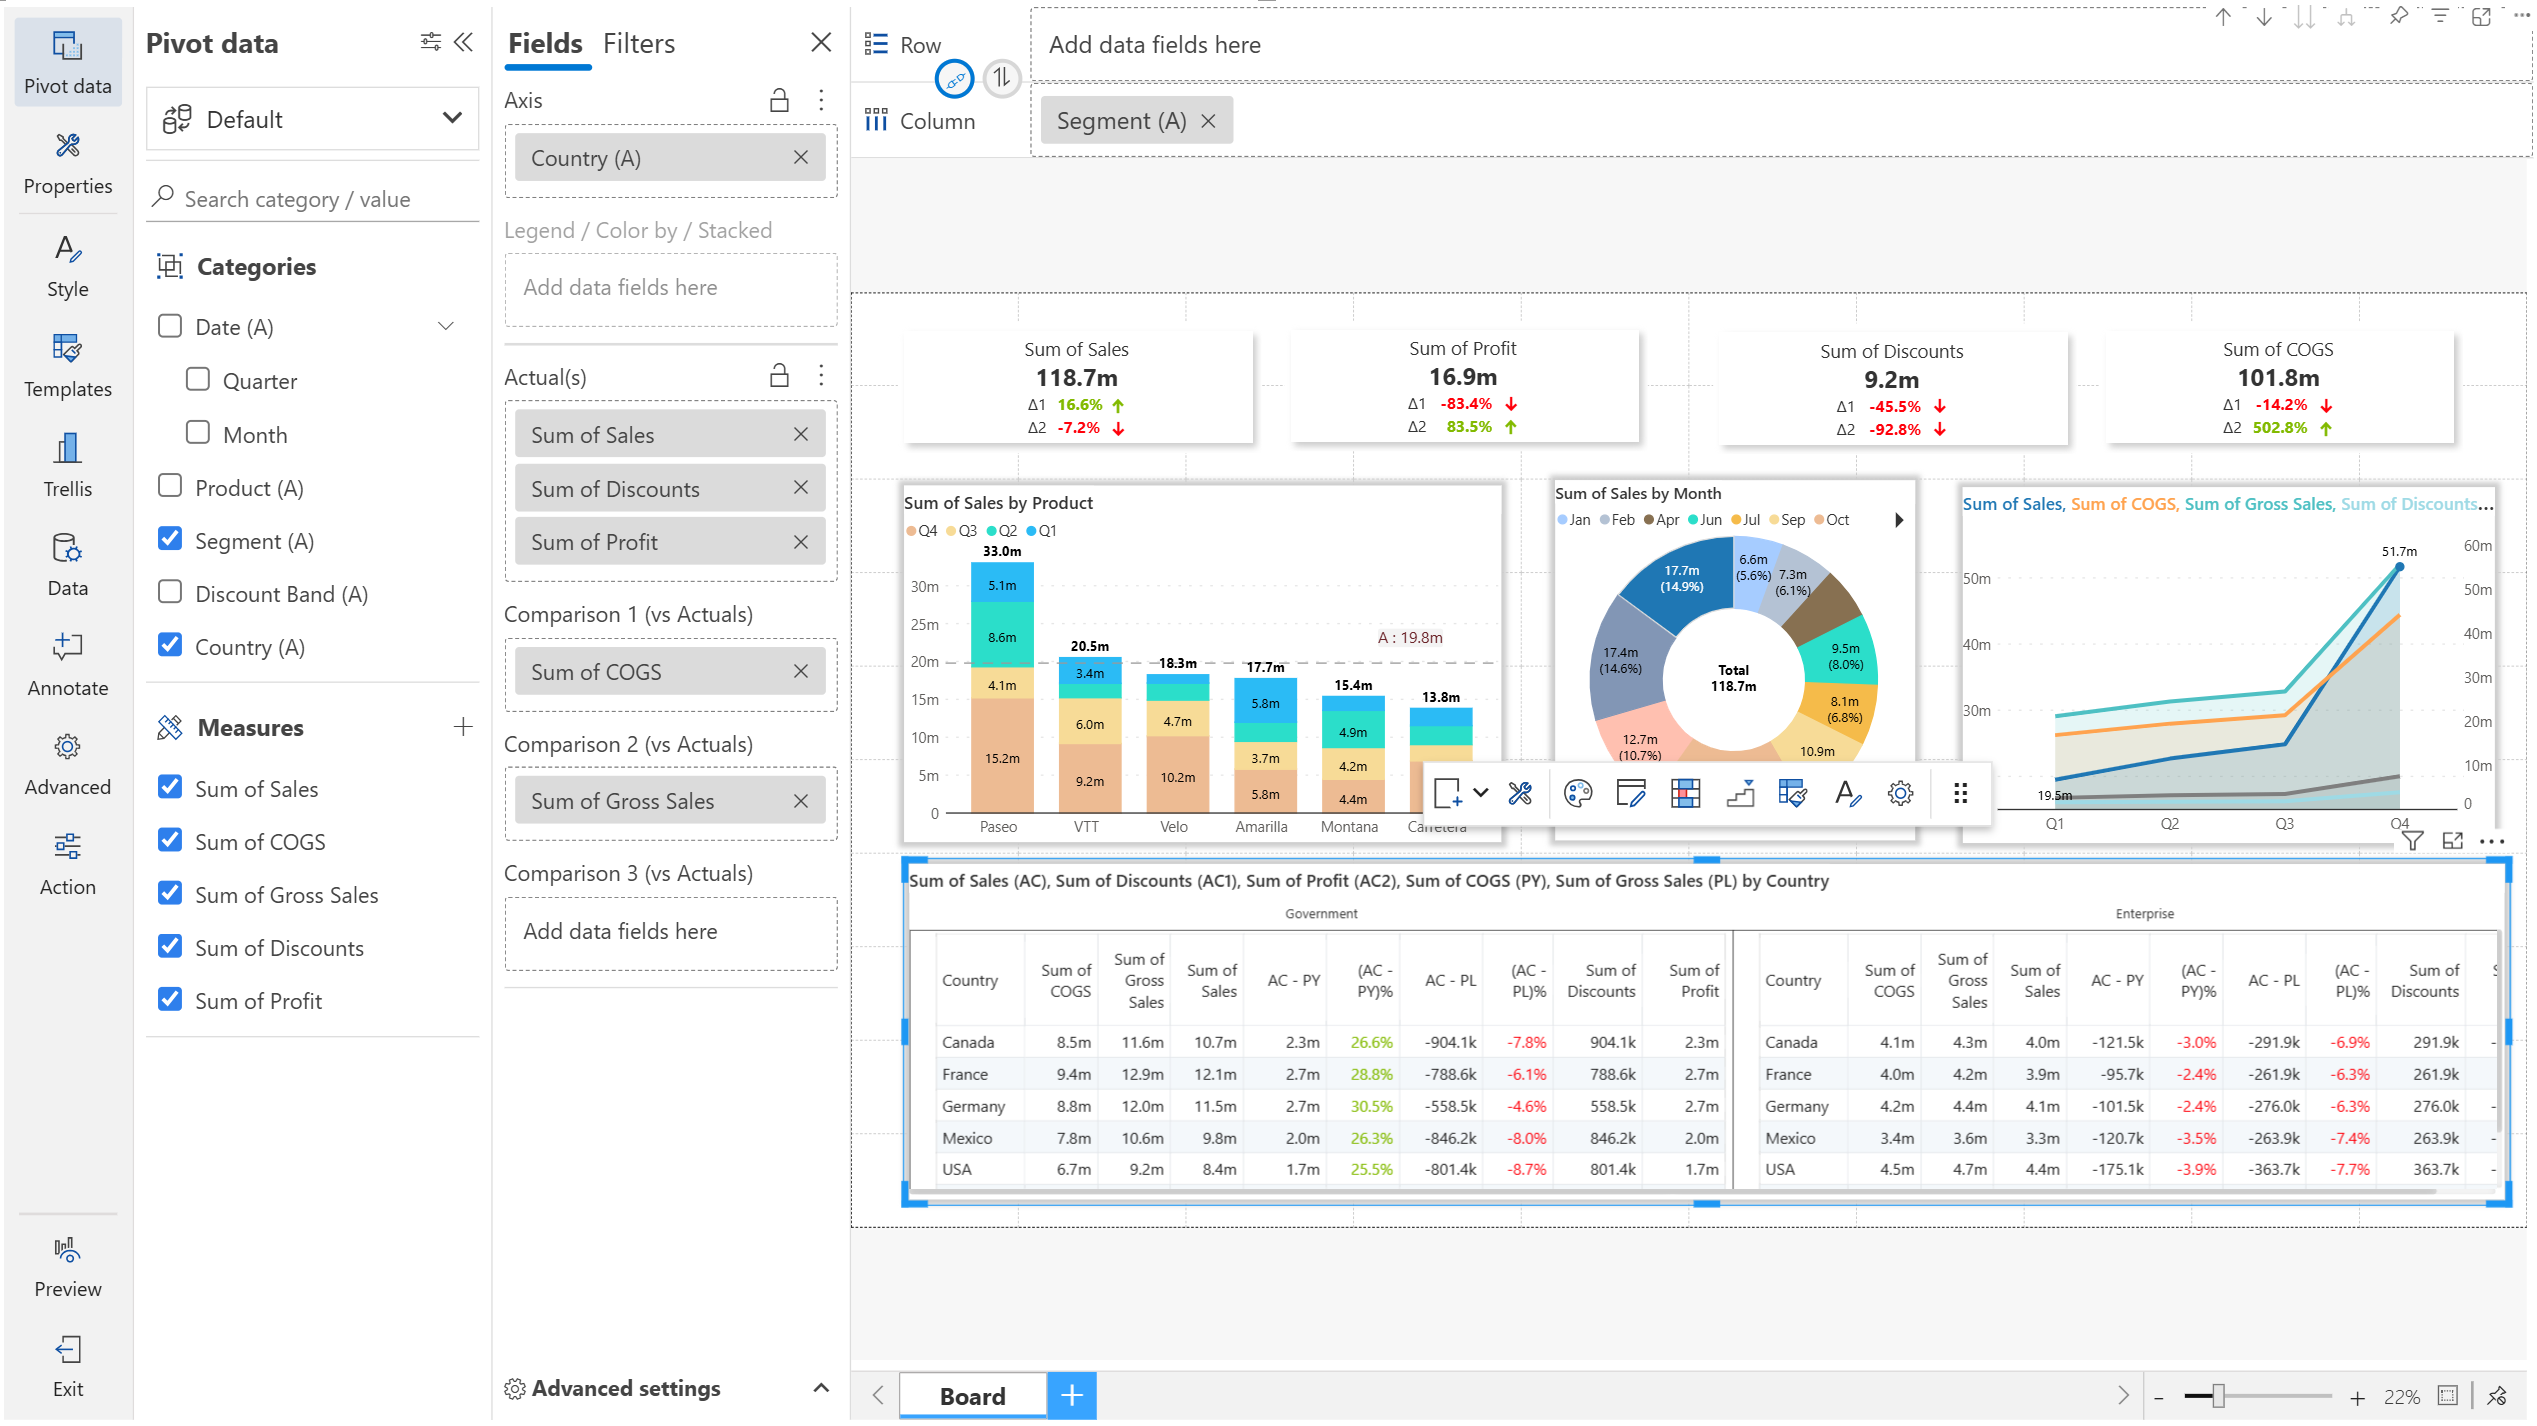 Pivot data
Properties
Style
Templates
Trellis
Data
Annotate
Advanced
Action
Preview
Exit
Pivot data
Default
Search category / value
Categories
Date (A)
Quarter
Month
Product (A)
Segment (A)
Discount Band (A)
Country (A)
Measures
Sum of Sales
Sum of COGS
Sum of Gross Sales
Sum of Discounts
Sum of Profit
Fields Filters
Axis
Country (A)
Legend / Color by / Stacked
Add data fields here
Actual(s)
Sum of Sales
Sum of Discounts
Sum of Profit
Comparison 1 (vs Actuals)
Sum of COGS
Comparison 2 (vs Actuals)
Sum of Gross Sales
Comparison 3 (vs Actuals)
Add data fields here
Advanced settings
Row Add data fields here
Column Segment (A)
Sum of Sales
118.7m
Δ1 16.6%
Δ2 -7.2%
Sum of Profit
16.9m
Δ1 -83.4%
Δ2 83.5%
Sum of Discounts
9.2m
Δ1 -45.5%
Δ2 -92.8%
Sum of COGS
101.8m
Δ1 -14.2%
Δ2 502.8%
Sum of Sales by Product
Q4 Q3 Q2 Q1
33.0m
30m 5.1m
25m 8.6m A : 19.8m
20m 20.5m 18.3m 17.7m
4.1m 3.4m 15.4m 13.8m
15m 6.0m 4.7m 5.8m
10m 4.9m
15.2m 3.7m 4.2m
5m 9.2m 10.2m 5.8m 4.4m
0
Paseo VTT Velo Amarilla Montana Carretera
Sum of Sales by Month
Jan Feb Apr Jun Jul Sep Oct
17.7m (14.9%)
6.6m (5.6%)
7.3m (6.1%)
9.5m (8.0%)
8.1m (6.8%)
10.9m
12.7m (10.7%)
17.4m (14.6%)
Total
118.7m
Sum of Sales, Sum of COGS, Sum of Gross Sales, Sum of Discounts...
51.7m 60m
50m 50m
40m 40m
30m
30m 20m
10m
19.5m 0
Q1 Q2 Q3 Q4
Sum of Sales (AC), Sum of Discounts (AC1), Sum of Profit (AC2), Sum of COGS (PY), Sum of Gross Sales (PL) by Country
Government Enterprise
Country Sum of COGS Sum of Gross Sales Sum of Sales AC - PY (AC - PY)% AC - PL (AC - PL)% Sum of Discounts Sum of Profit Country Sum of COGS Sum of Gross Sales Sum of Sales AC - PY (AC - PY)% AC - PL (AC - PL)% Sum of Discounts
Canada 8.5m 11.6m 10.7m 2.3m 26.6% -904.1k -7.8% 904.1k 2.3m Canada 4.1m 4.3m 4.0m -121.5k -3.0% -291.9k -6.9% 291.9k -
France 9.4m 12.9m 12.1m 2.7m 28.8% -788.6k -6.1% 788.6k 2.7m France 4.0m 4.2m 3.9m -95.7k -2.4% -261.9k -6.3% 261.9k
Germany 8.8m 12.0m 11.5m 2.7m 30.5% -558.5k -4.6% 558.5k 2.7m Germany 4.2m 4.4m 4.1m -101.5k -2.4% -276.0k -6.3% 276.0k -
Mexico 7.8m 10.6m 9.8m 2.0m 26.3% -846.2k -8.0% 846.2k 2.0m Mexico 3.4m 3.6m 3.3m -120.7k -3.5% -263.9k -7.4% 263.9k -
USA 6.7m 9.2m 8.4m 1.7m 25.5% -801.4k -8.7% 801.4k 1.7m USA 4.5m 4.7m 4.4m -175.1k -3.9% -363.7k -7.7% 363.7k -
Board
22%